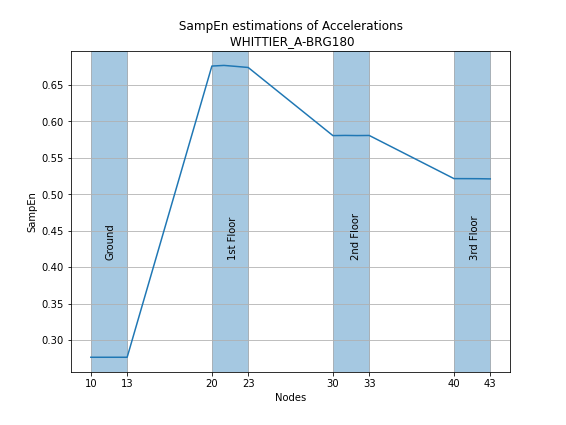 SampEn estimations of Accelerations
WHITTIER_A-BRG180
0.65
0.60
0.55
0.50
0.45
0.40
0.35
0.30
SampEn
Ground
1st Floor
2nd Floor
3rd Floor
10 13 20 23 30 33 40 43
Nodes